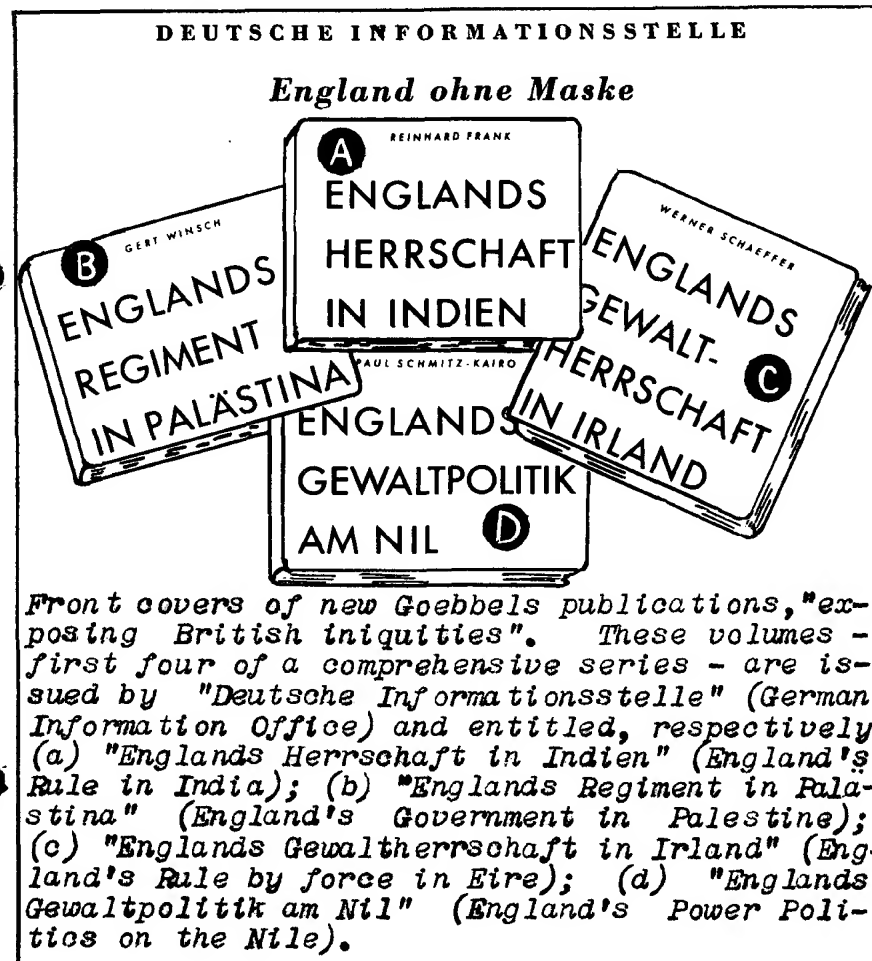 DEUTSCHE INFORMATIONSSTELLE
England ohne Maske
A
REINHARD FRANK
ENGLANDS
HERRSCHAFT
IN INDIEN
B
GERT WINSCH
ENGLANDS
REGIMENT
IN PALÄSTINA
WERNER SCHAEFFER
ENGLANDS
GEWALT-
HERRSCHAFT
IN IRLAND
C
PAUL SCHMITZ-KAIRO
ENGLANDS
GEWALTPOLITIK
AM NIL
D
Front covers of new Goebbels publications,"ex-
posing British iniquities". These volumes -
first four of a comprehensive series - are is-
sued by "Deutsche Informationsstelle" (German
Information Office) and entitled, respectively
(a) "Englands Herrschaft in Indien" (England's
Rule in India); (b) "Englands Regiment in Palä-
stina" (England's Government in Palestine);
(c) "Englands Gewaltherrschaft in Irland" (Eng-
land's Rule by force in Eire); (d) "Englands
Gewaltpolitik am Nil" (England's Power Poli-
tics on the Nile).